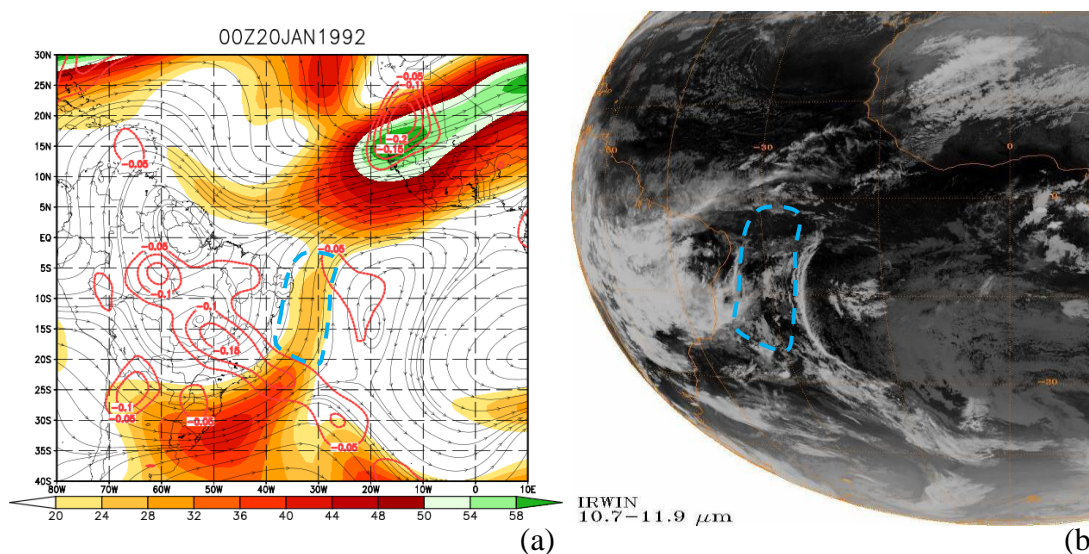 00Z20JAN1992
30N
25N
20N
15N
10N
5N
EQ
5S
10S
15S
20S
25S
30S
35S
40S
80W
70W
60W
50W
40W
30W
20W
10W
0
10E
-0.05
-0.1
-0.2
-0.15
-0.05
-0.05
-0.05
-0.1
-0.1
-0.15
-0.1
-0.05
-0.05
-0.05
20 24 28 32 36 40 44 48 50 54 58
(a)
-30
0
IRWIN
10.7-11.9 µm
(b